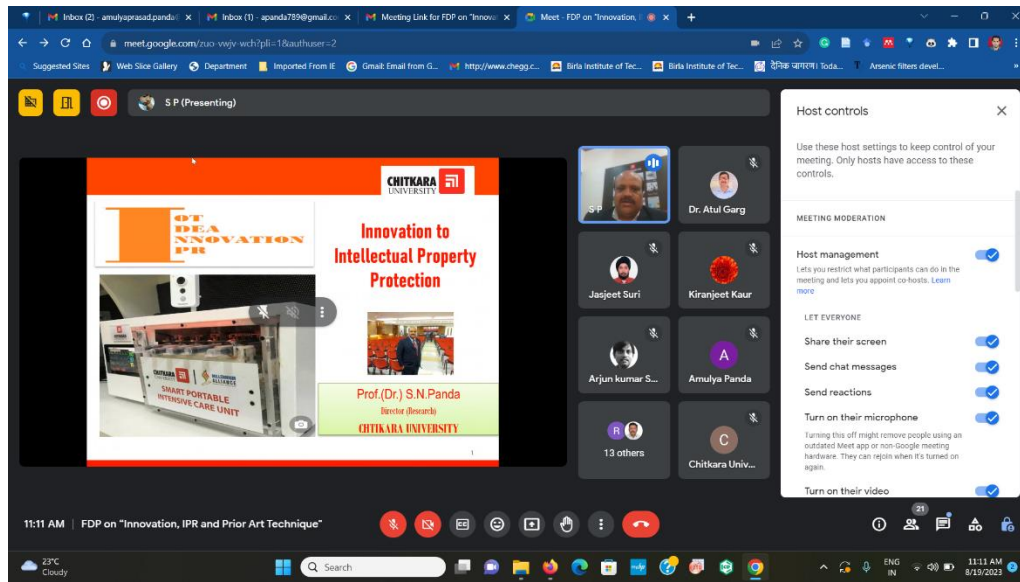 Inbox (2) - amulyaprasad.panda
Inbox (1) - apanda789@gmail.co
Meeting Link for FDP on "Innova
Meet - FDP on "Innovation, I
meet.google.com/zuo-vwjv-wch?pli=1&authuser=2
Suggested Sites
Web Slice Gallery
Department
Imported From IE
Gmail: Email from G...
http://www.chegg.c...
Birla Institute of Tec...
Birla Institute of Tec...
दैनिक जागरण। Toda...
Arsenic filters devel...
S P (Presenting)
CHITKARA
UNIVERSITY
IOT
IDEA
INNOVATION
IPR
Innovation to
Intellectual Property
Protection
CHITKARA
UNIVERSITY
MILLENNIUM
ALLIANCE
SMART PORTABLE
INTENSIVE CARE UNIT
Prof.(Dr.) S.N.Panda
Director (Research)
CHTIKARA UNIVERSITY
1
S P
Dr. Atul Garg
Jasjeet Suri
Kiranjeet Kaur
Arjun kumar S...
A
Amulya Panda
R
13 others
C
Chitkara Univ...
Host controls
Use these host settings to keep control of your
meeting. Only hosts have access to these
controls.
MEETING MODERATION
Host management
Lets you restrict what participants can do in the
meeting and lets you appoint co-hosts. Learn
more
LET EVERYONE
Share their screen
Send chat messages
Send reactions
Turn on their microphone
Turning this off might remove people using an
outdated Meet app or non-Google meeting
hardware. They can rejoin when it's turned on
again.
Turn on their video
11:11 AM | FDP on "Innovation, IPR and Prior Art Technique"
21
23°C
Cloudy
Search
ENG
IN
11:11 AM
8/19/2023